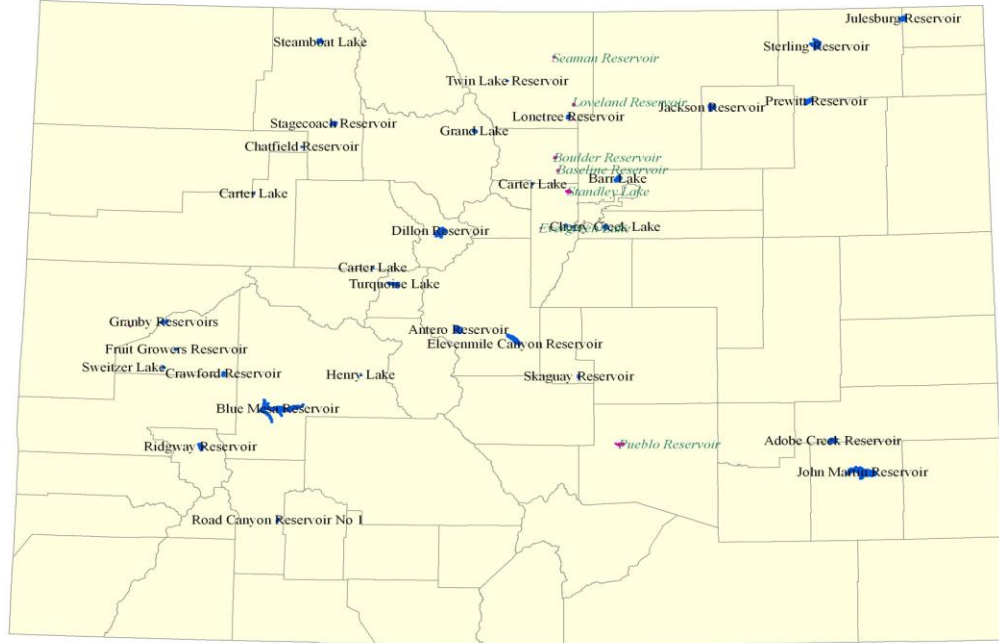 Julesburg Reservoir
Steamboat Lake
Sterling Reservoir
Seaman Reservoir
Twin Lake Reservoir
Loveland Reservoir
Jackson Reservoir
Prewitt Reservoir
Lonetree Reservoir
Stagecoach Reservoir
Grand Lake
Chatfield Reservoir
Boulder Reservoir
Baseline Reservoir
Barr Lake
Carter Lake
Standley Lake
Carter Lake
Evergreen Lake
Cherry Creek Lake
Dillon Reservoir
Carter Lake
Turquoise Lake
Granby Reservoirs
Antero Reservoir
Elevenmile Canyon Reservoir
Fruit Growers Reservoir
Sweitzer Lake
Crawford Reservoir
Henry Lake
Skaguay Reservoir
Blue Mesa Reservoir
Ridgway Reservoir
Pueblo Reservoir
Adobe Creek Reservoir
John Martin Reservoir
Road Canyon Reservoir No 1